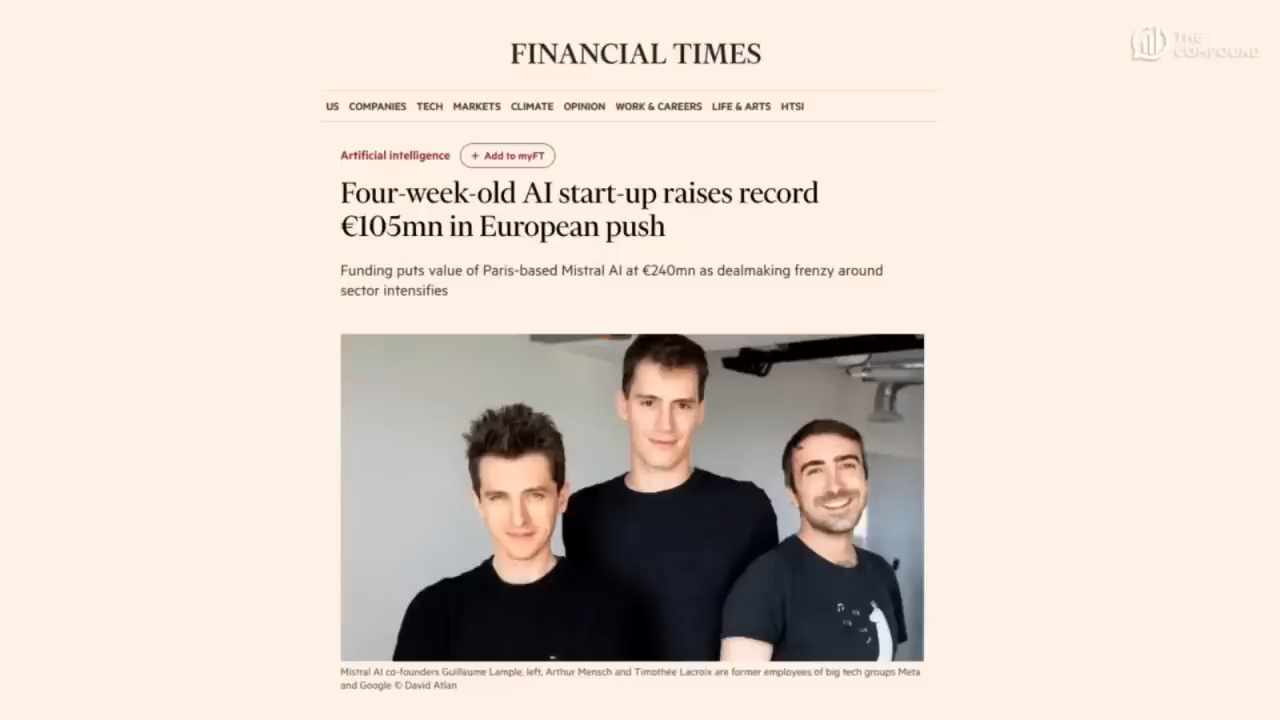 FINANCIAL TIMES
THE
COMPOUND
US COMPANIES TECH MARKETS CLIMATE OPINION WORK & CAREERS LIFE & ARTS HTSI
Artificial intelligence + Add to myFT
Four-week-old AI start-up raises record
€105mn in European push
Funding puts value of Paris-based Mistral AI at €240mn as dealmaking frenzy around
sector intensifies
Mistral AI co-founders Guillaume Lample, left, Arthur Mensch and Timothée Lacroix are former employees of big tech groups Meta
and Google © David Atlan